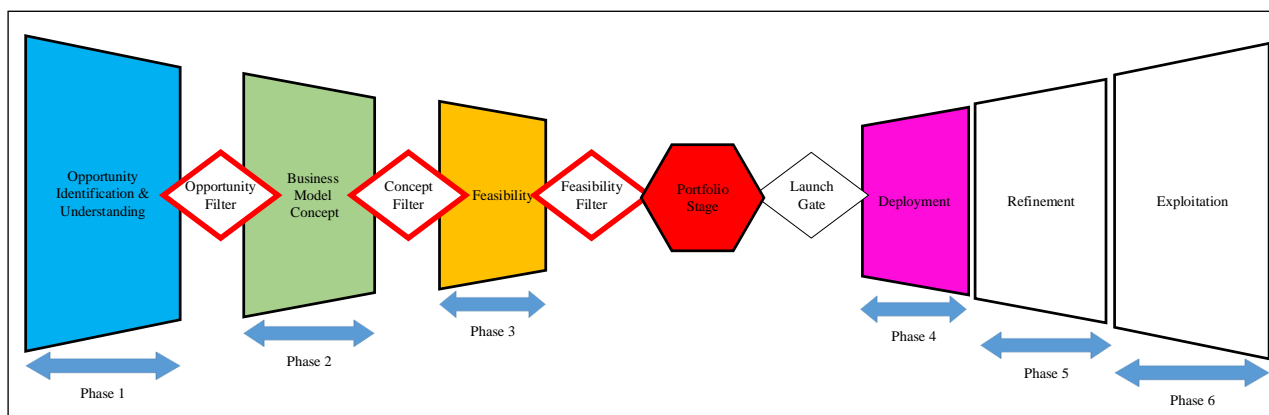 Opportunity
Identification &
Understanding
Opportunity
Filter
Business
Model
Concept
Concept
Filter
Feasibility
Feasibility
Filter
Portfolio
Stage
Launch
Gate
Deployment
Refinement
Exploitation
Phase 1
Phase 2
Phase 3
Phase 4
Phase 5
Phase 6